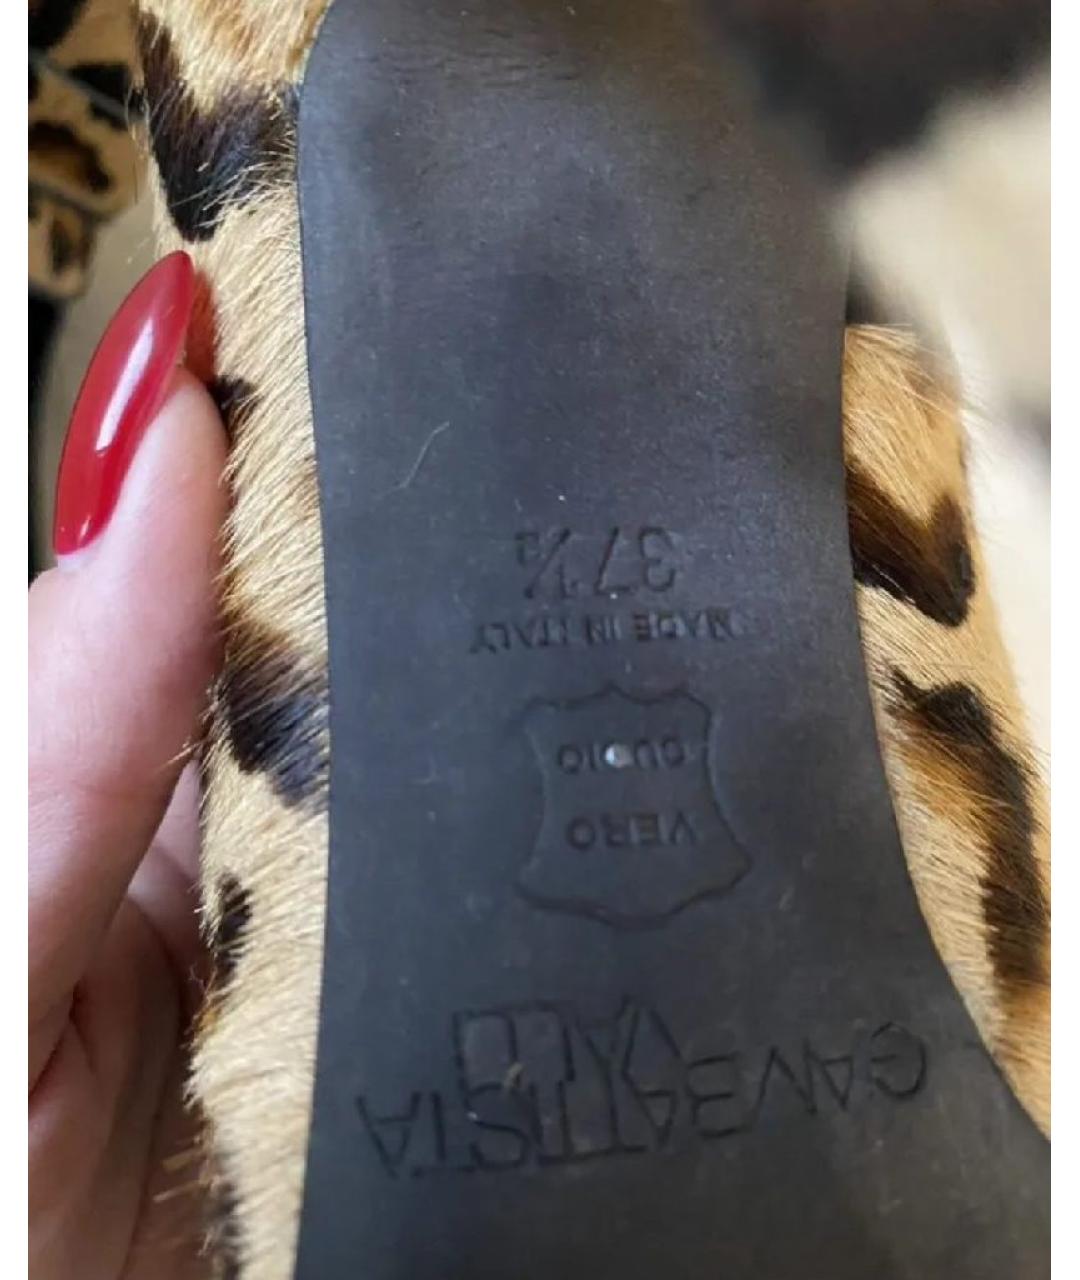 GIAMBATTISTA
VALLI
VERO
CUOIO
MADE IN ITALY
37½